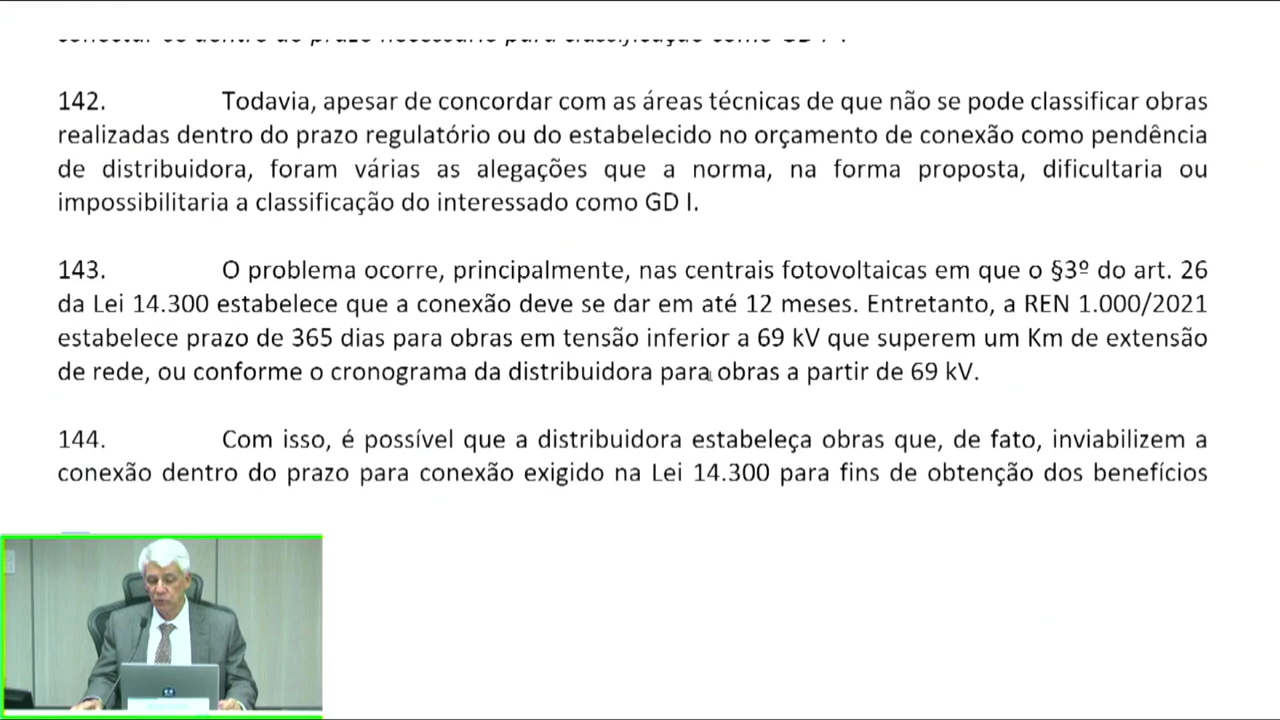 142. Todavia, apesar de concordar com as áreas técnicas de que não se pode classificar obras
realizadas dentro do prazo regulatório ou do estabelecido no orçamento de conexão como pendência
de distribuidora, foram várias as alegações que a norma, na forma proposta, dificultaria ou
impossibilitaria a classificação do interessado como GD I.
143. O problema ocorre, principalmente, nas centrais fotovoltaicas em que o §3º do art. 26
da Lei 14.300 estabelece que a conexão deve se dar em até 12 meses. Entretanto, a REN 1.000/2021
estabelece prazo de 365 dias para obras em tensão inferior a 69 kV que superem um Km de extensão
de rede, ou conforme o cronograma da distribuidora para obras a partir de 69 kV.
144. Com isso, é possível que a distribuidora estabeleça obras que, de fato, inviabilizem a
conexão dentro do prazo para conexão exigido na Lei 14.300 para fins de obtenção dos benefícios